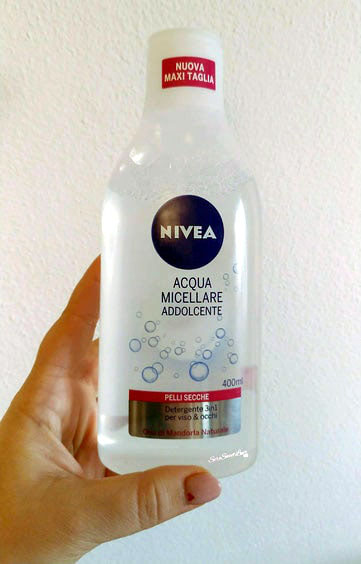 NUOVA
MAXI TAGLIA
NIVEA
ACQUA
MICELLARE
ADDOLCENTE
400ml
PELLI SECCHE
Detergente 3in1
per viso & occhi
Olio di Mandorla Naturale